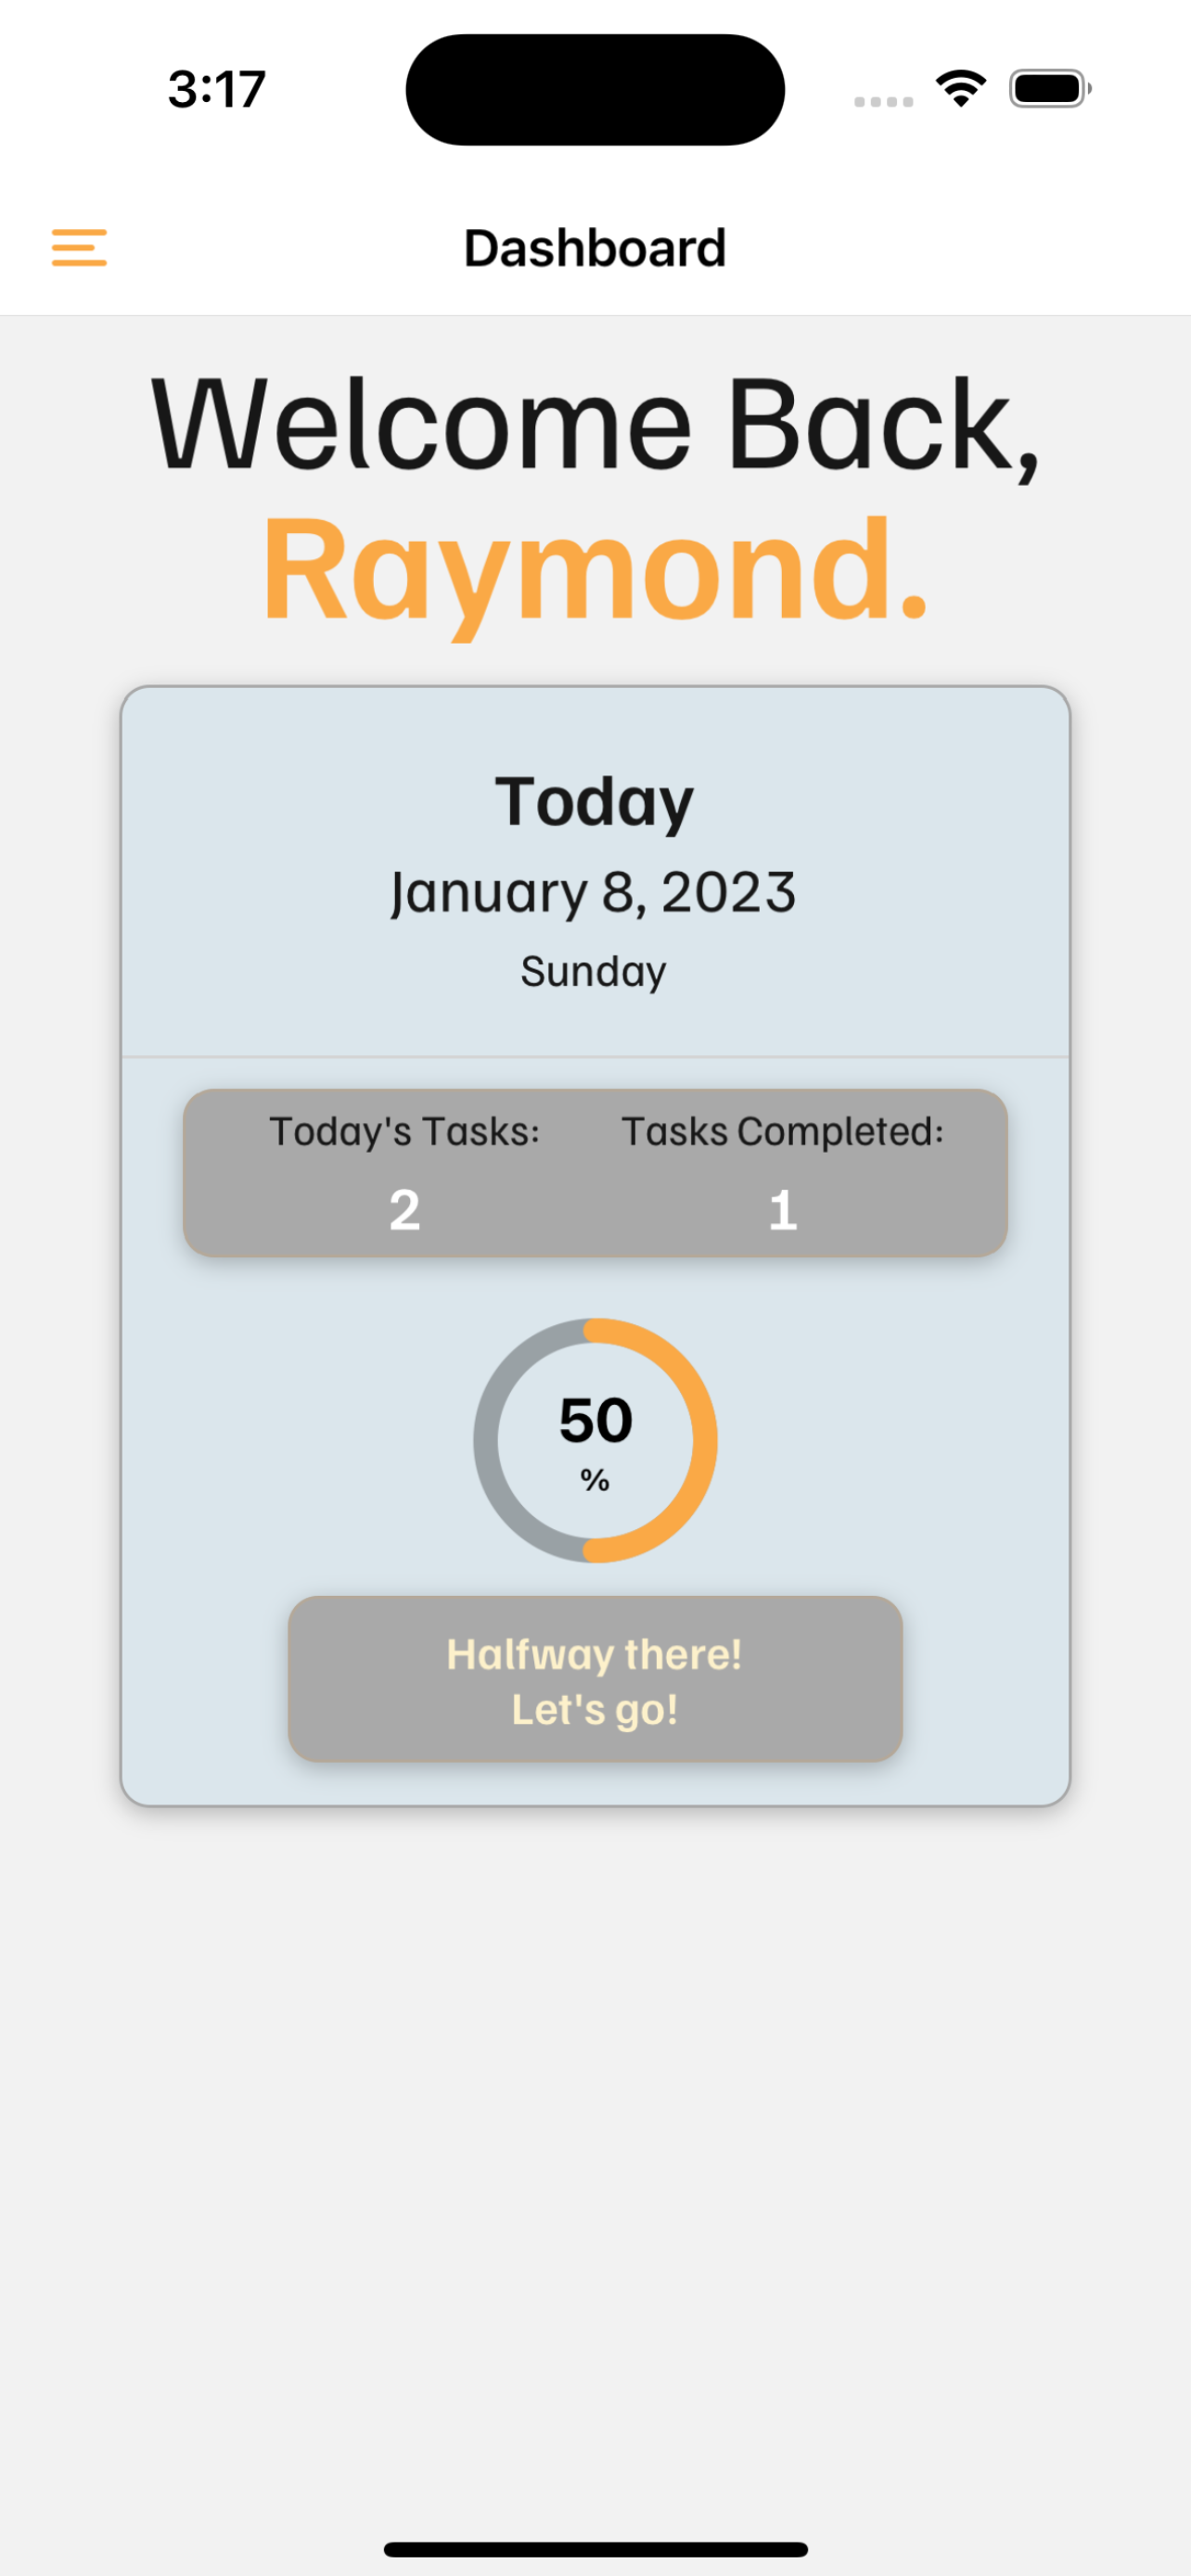 3:17
Dashboard
Welcome Back,
Raymond.
Today
January 8, 2023
Sunday
Today's Tasks: Tasks Completed:
2 1
50
%
Halfway there!
Let's go!